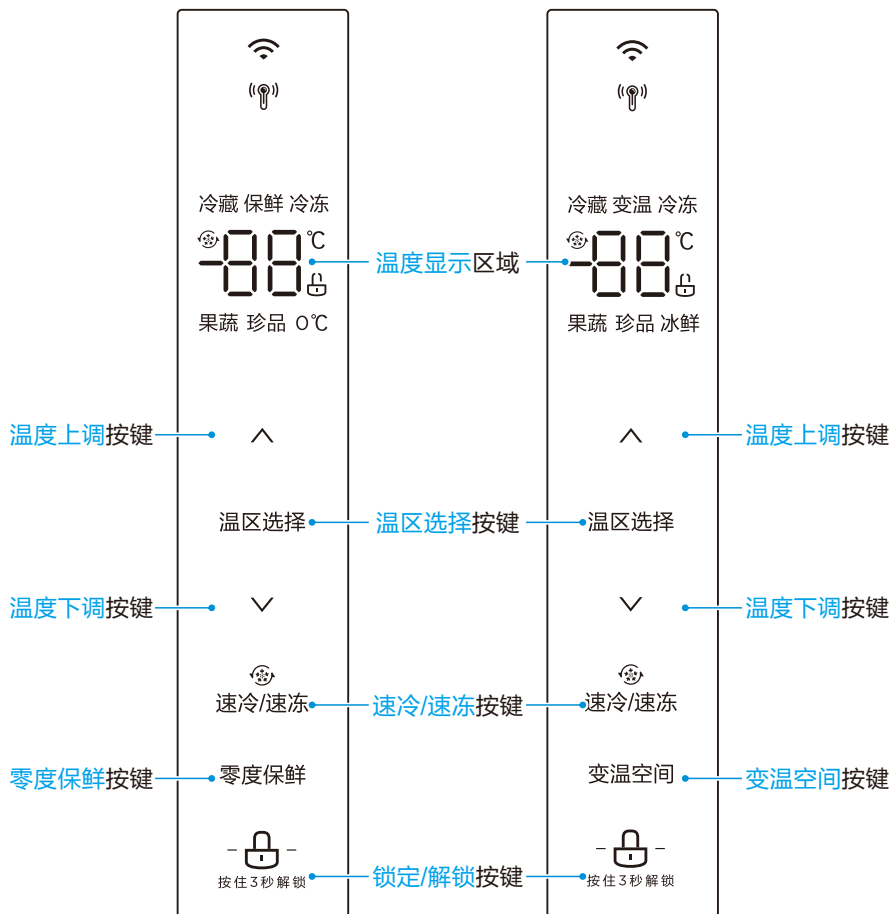 冷藏 保鲜 冷冻
冷藏 变温 冷冻
-88℃
温度显示区域
-88℃
果蔬 珍品 0℃
果蔬 珍品 冰鲜
温度上调按键
温度上调按键
温区选择
温区选择按键
温区选择
温度下调按键
温度下调按键
速冷/速冻
速冷/速冻按键
速冷/速冻
零度保鲜按键
零度保鲜
变温空间
变温空间按键
按住3秒解锁
锁定/解锁按键
按住3秒解锁